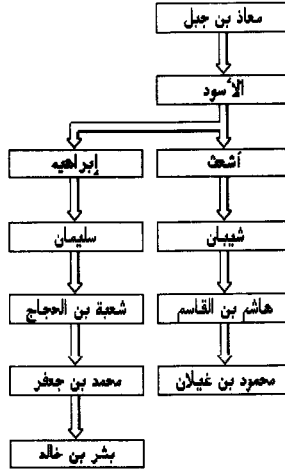 معاذ بن جبل
الأسود
أشعث
إبراهيم
شيبان
سليمان
هاشم بن القاسم
شعبة بن الحجاج
محمود بن غيلان
محمد بن جعفر
بشر بن خالد